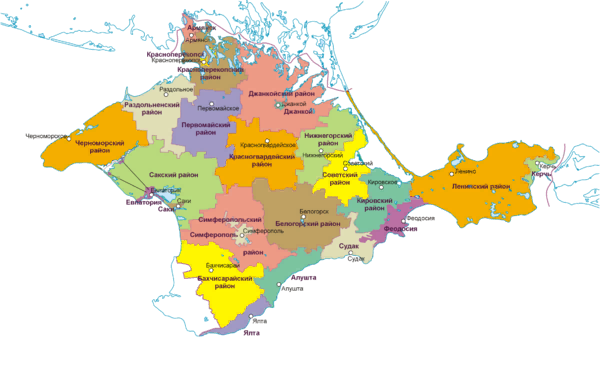 Армянск
Армянск
Красноперекопск
Красноперекопск
Красноперекопский
район
Раздольное
Раздольненский
район
Джанкойский район
Джанкой
Джанкой
Первомайское
Первомайский
район
Черноморское
Черноморский
район
Красногвардейское
Красногвардейский
район
Нижнегорский
район
Нижнегорский
Советский
Советский
район
Ленино
Ленинский район
Керчь
Керчь
Сакский район
Евпатория
Евпатория
Саки
Саки
Кировское
Кировский
район
Белогорск
Белогорский район
Симферопольский
район
Симферополь
Симферополь
Феодосия
Феодосия
Судак
Судак
Бахчисарай
Бахчисарайский
район
Алушта
Алушта
Ялта
Ялта